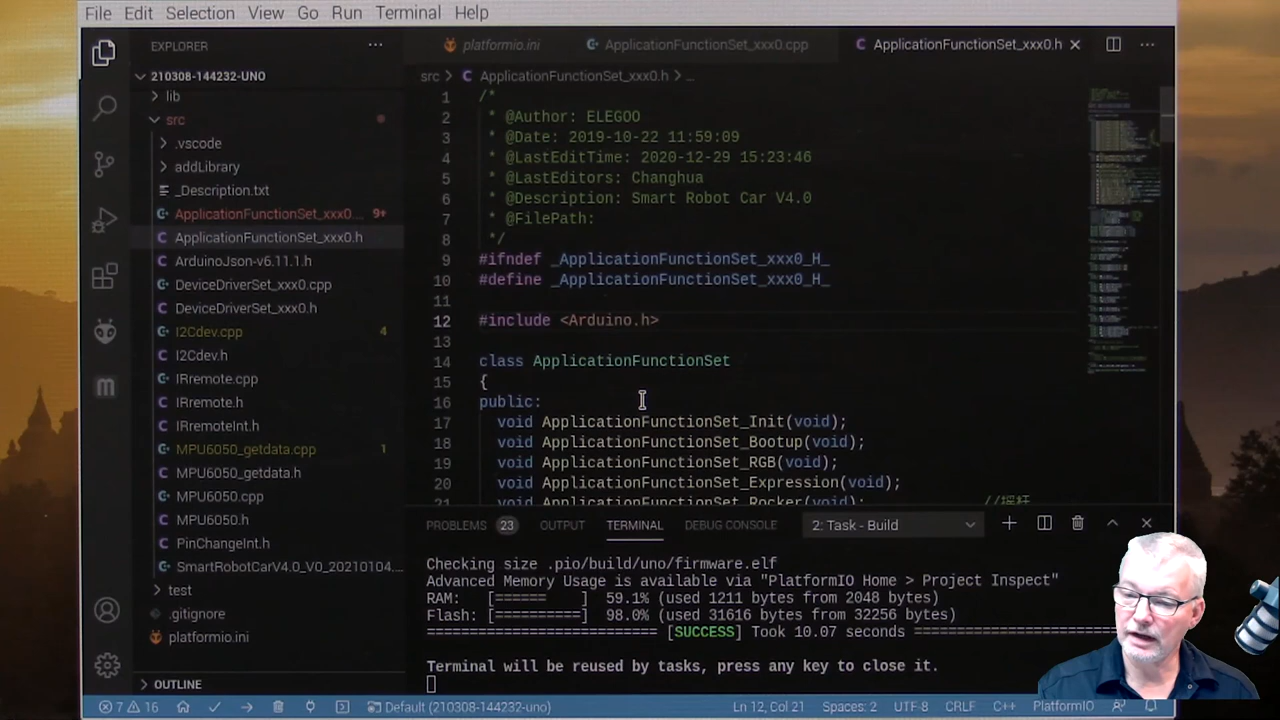 File Edit Selection View Go Run Terminal Help
EXPLORER ...
210308-144232-UNO
lib
src
.vscode
addLibrary
_Description.txt
ApplicationFunctionSet_xxx0... 9+
ApplicationFunctionSet_xxx0.h
ArduinoJson-v6.11.1.h
DeviceDriverSet_xxx0.cpp
DeviceDriverSet_xxx0.h
I2Cdev.cpp 4
I2Cdev.h
IRremote.cpp
IRremote.h
IRremoteInt.h
MPU6050_getdata.cpp 1
MPU6050_getdata.h
MPU6050.cpp
MPU6050.h
PinChangeInt.h
SmartRobotCarV4.0_V0_20210104....
test
.gitignore
platformio.ini
OUTLINE
platformio.ini ApplicationFunctionSet_xxx0.cpp ApplicationFunctionSet_xxx0.h
src > C ApplicationFunctionSet_xxx0.h > ...
1 /*
2 * @Author: ELEGOO
3 * @Date: 2019-10-22 11:59:09
4 * @LastEditTime: 2020-12-29 15:23:46
5 * @LastEditors: Changhua
6 * @Description: Smart Robot Car V4.0
7 * @FilePath:
8 */
9 #ifndef _ApplicationFunctionSet_xxx0_H_
10 #define _ApplicationFunctionSet_xxx0_H_
11
12 #include <Arduino.h>
13
14 class ApplicationFunctionSet
15 {
16 public:
17 void ApplicationFunctionSet_Init(void);
18 void ApplicationFunctionSet_Bootup(void);
19 void ApplicationFunctionSet_RGB(void);
20 void ApplicationFunctionSet_Expression(void);
21 void ApplicationFunctionSet_Rocker(void); //摇杆
PROBLEMS 23 OUTPUT TERMINAL DEBUG CONSOLE 2: Task - Build
Checking size .pio/build/uno/firmware.elf
Advanced Memory Usage is available via "PlatformIO Home > Project Inspect"
RAM: [====== ] 59.1% (used 1211 bytes from 2048 bytes)
Flash: [==========] 98.0% (used 31616 bytes from 32256 bytes)
============================ [SUCCESS] Took 10.07 seconds ============================
Terminal will be reused by tasks, press any key to close it.
7 16 Default (210308-144232-UNO) Ln 12, Col 21 Spaces: 2 UTF-8 CRLF C++ PlatformIO